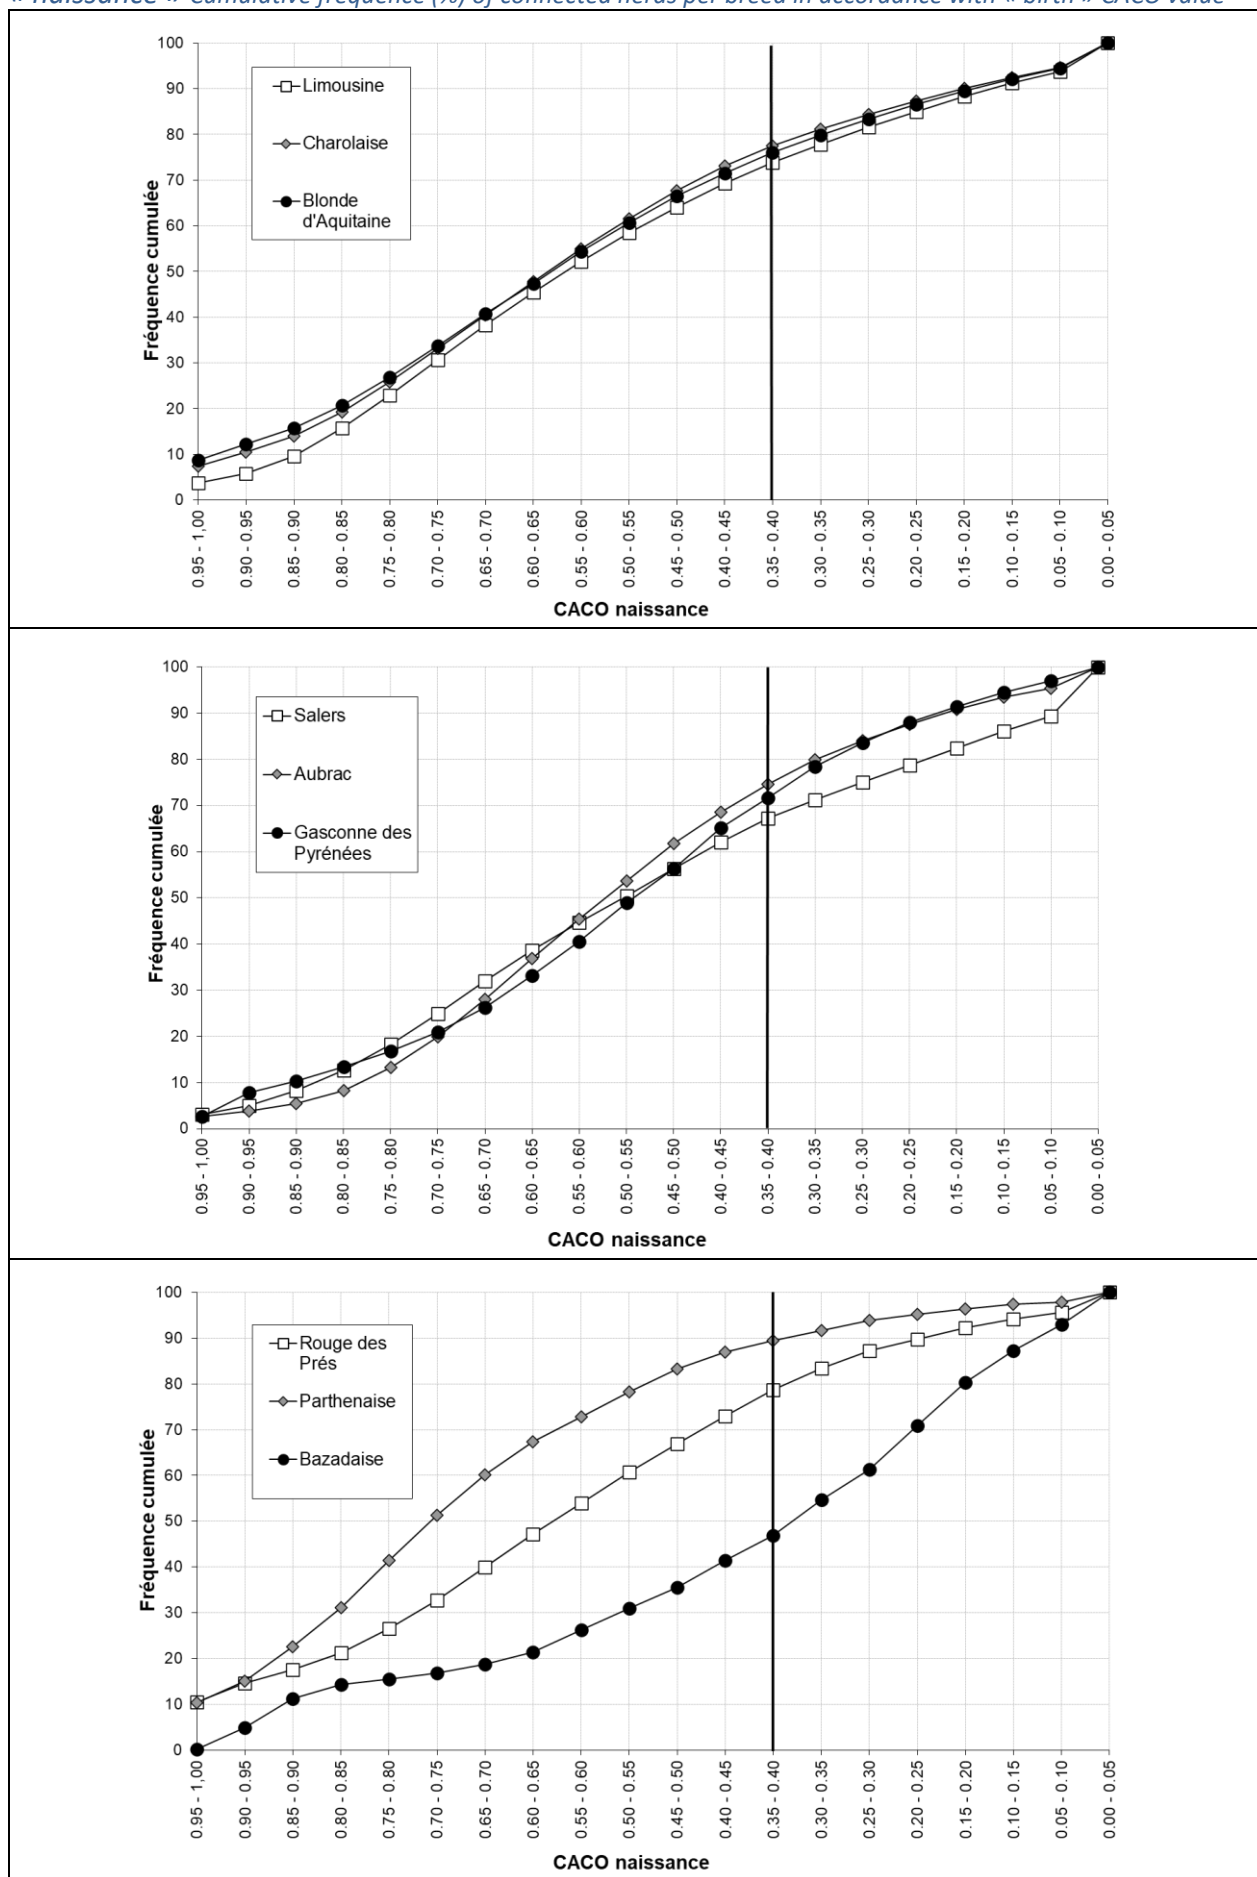 « naissance » Cumulative frequence (%) of connected herds per breed in accordance with « birth » CACO value
100
90
80
70
60
50
40
30
20
10
0
Fréquence cumulée
Limousine
Charolaise
Blonde
d'Aquitaine
0.95 - 1,00
0.90 - 0.95
0.85 - 0.90
0.80 - 0.85
0.75 - 0.80
0.70 - 0.75
0.65 - 0.70
0.60 - 0.65
0.55 - 0.60
0.50 - 0.55
0.45 - 0.50
0.40 - 0.45
0.35 - 0.40
0.30 - 0.35
0.25 - 0.30
0.20 - 0.25
0.15 - 0.20
0.10 - 0.15
0.05 - 0.10
0.00 - 0.05
CACO naissance
100
90
80
70
60
50
40
30
20
10
0
Fréquence cumulée
Salers
Aubrac
Gasconne des
Pyrénées
0.95 - 1,00
0.90 - 0.95
0.85 - 0.90
0.80 - 0.85
0.75 - 0.80
0.70 - 0.75
0.65 - 0.70
0.60 - 0.65
0.55 - 0.60
0.50 - 0.55
0.45 - 0.50
0.40 - 0.45
0.35 - 0.40
0.30 - 0.35
0.25 - 0.30
0.20 - 0.25
0.15 - 0.20
0.10 - 0.15
0.05 - 0.10
0.00 - 0.05
CACO naissance
100
90
80
70
60
50
40
30
20
10
0
Fréquence cumulée
Rouge des
Prés
Parthenaise
Bazadaise
0.95 - 1,00
0.90 - 0.95
0.85 - 0.90
0.80 - 0.85
0.75 - 0.80
0.70 - 0.75
0.65 - 0.70
0.60 - 0.65
0.55 - 0.60
0.50 - 0.55
0.45 - 0.50
0.40 - 0.45
0.35 - 0.40
0.30 - 0.35
0.25 - 0.30
0.20 - 0.25
0.15 - 0.20
0.10 - 0.15
0.05 - 0.10
0.00 - 0.05
CACO naissance